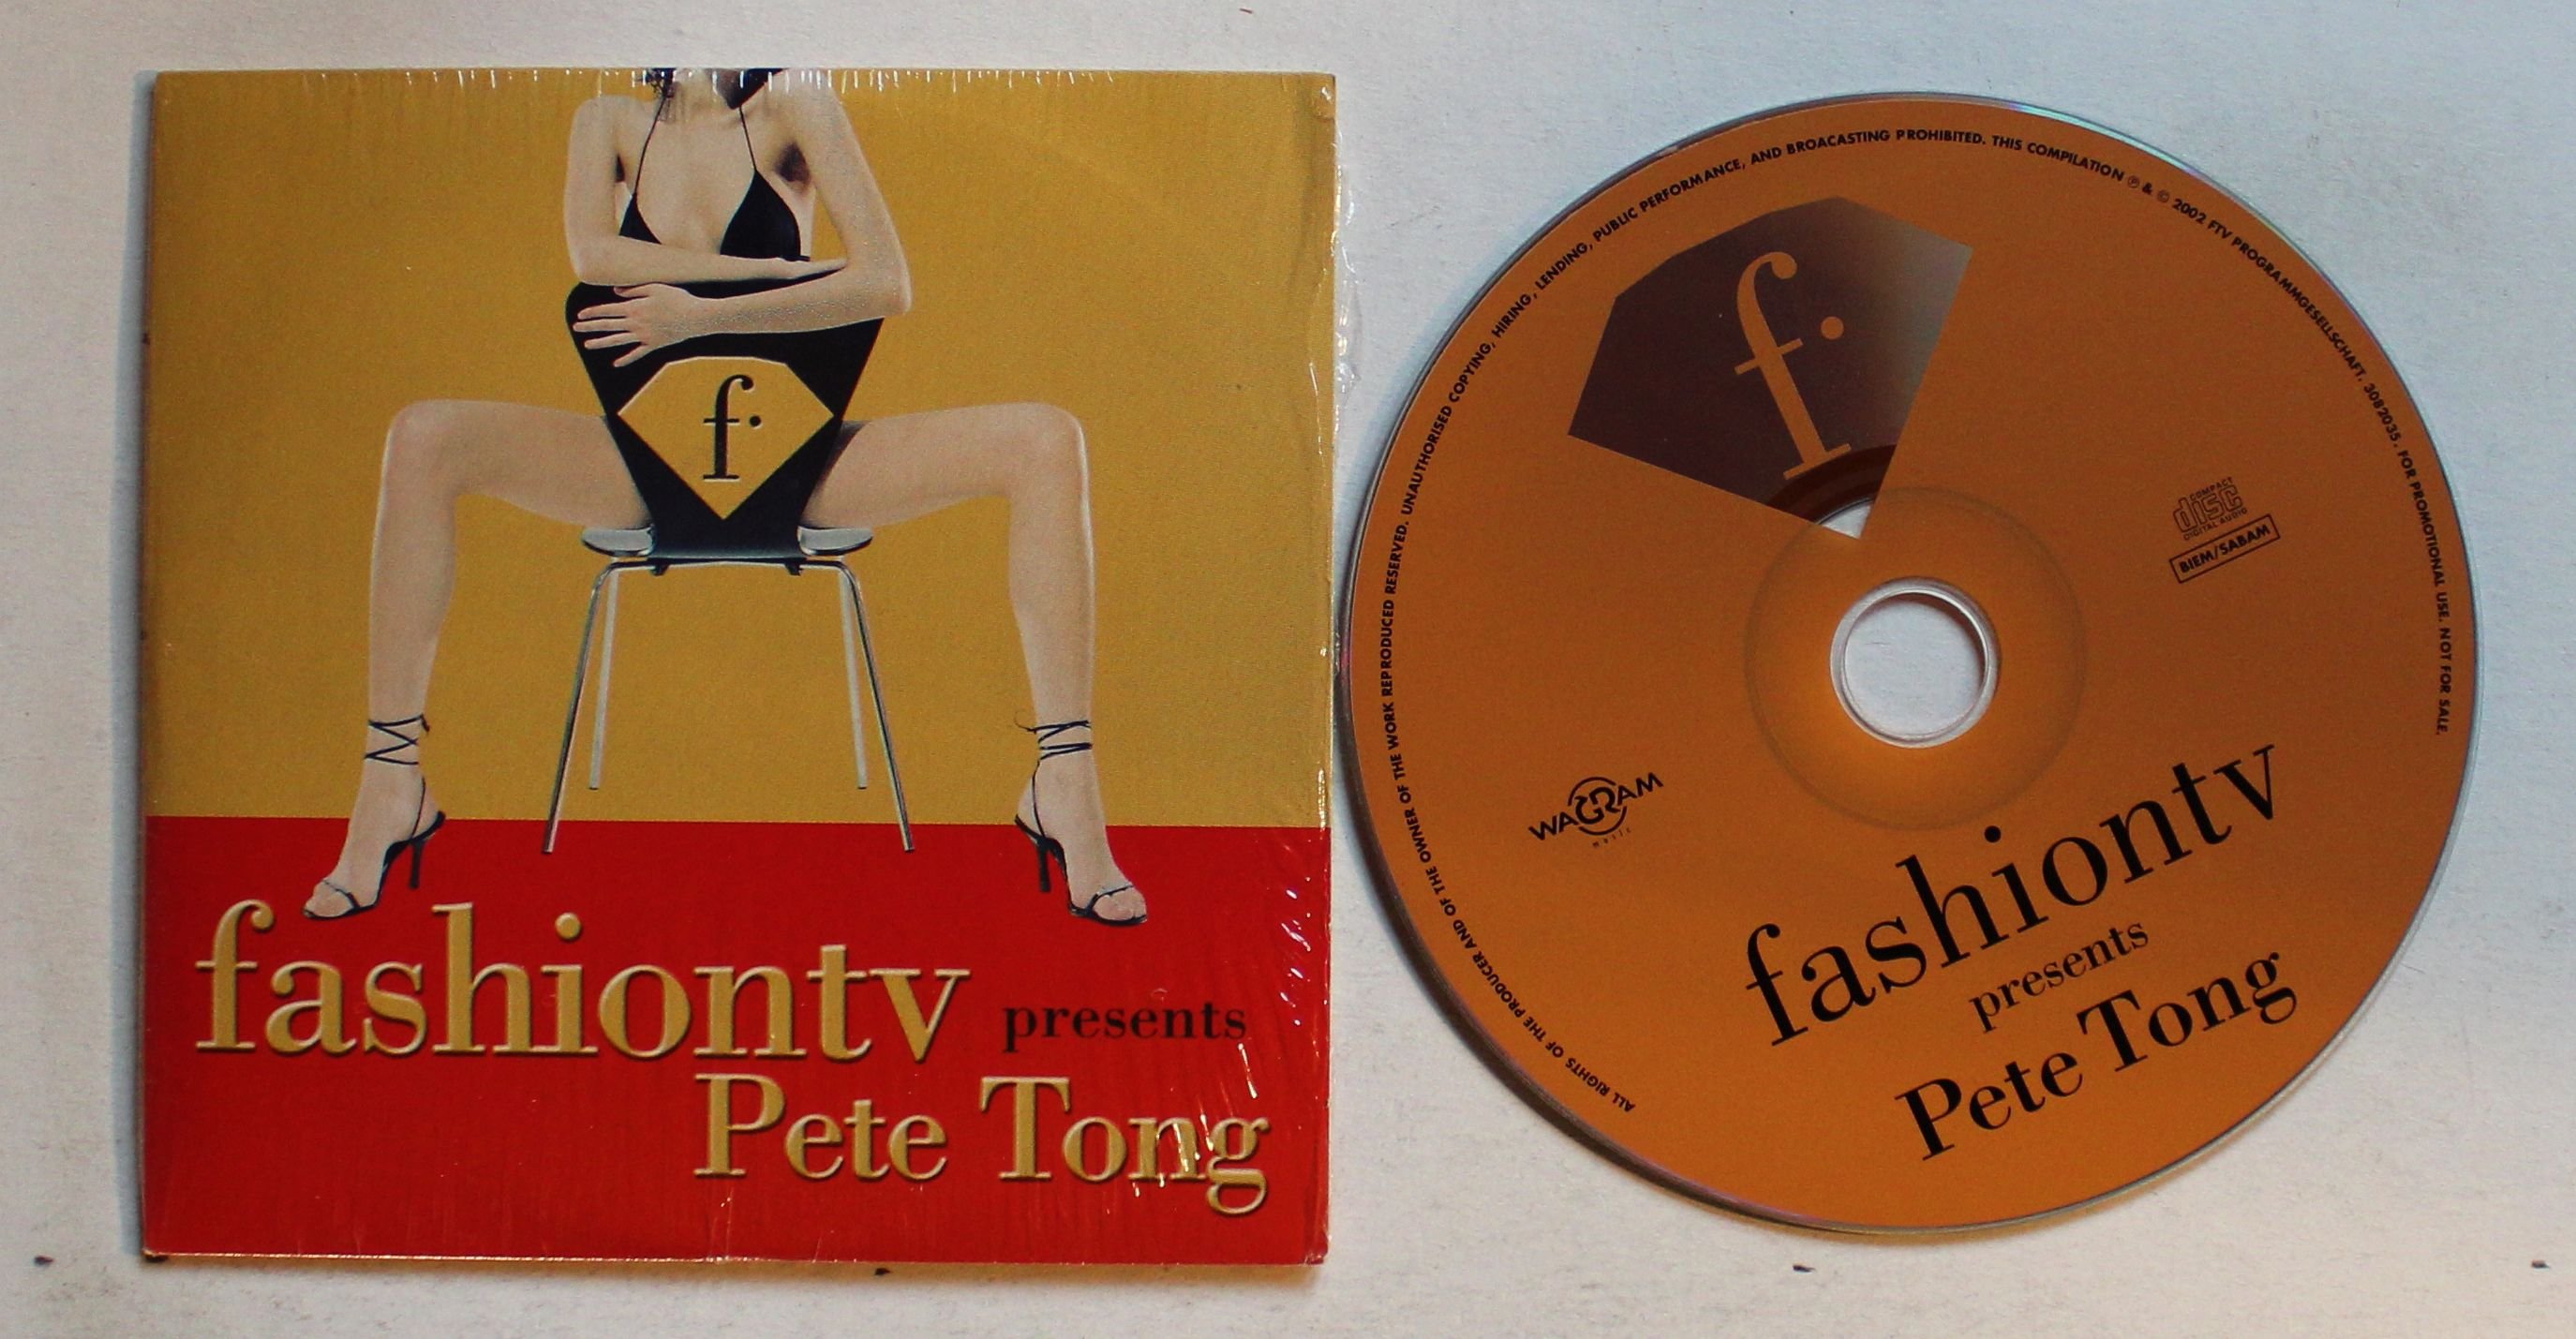 f.
fashiontv presents
Pete Tong
ALL RIGHTS OF THE PRODUCER AND OF THE OWNER OF THE WORK REPRODUCED RESERVED. UNAUTHORISED COPYING, HIRING, LENDING, PUBLIC PERFORMANCE, AND BROACASTING PROHIBITED. THIS COMPILATION ℗ & © 2002 FTV PROGRAMMGESELLSCHAFT. 3082035. FOR PROMOTIONAL USE. NOT FOR SALE.
f.
COMPACT
disc
DIGITAL AUDIO
BIEM/SABAM
WAGRAM
music
fashiontv
presents
Pete Tong